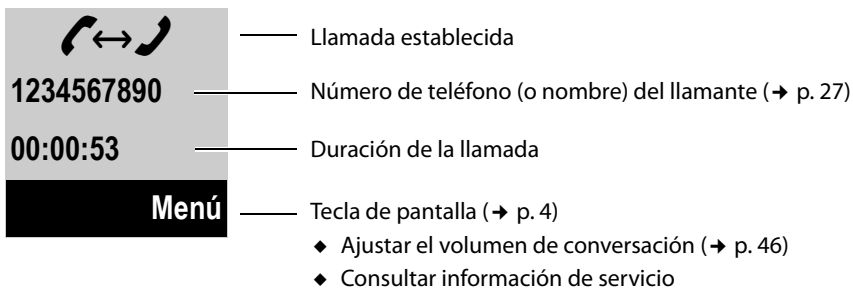 Llamada establecida
1234567890
Número de teléfono (o nombre) del llamante (➔ p. 27)
00:00:53
Duración de la llamada
Menú
Tecla de pantalla (➔ p. 4)
◆ Ajustar el volumen de conversación (➔ p. 46)
◆ Consultar información de servicio